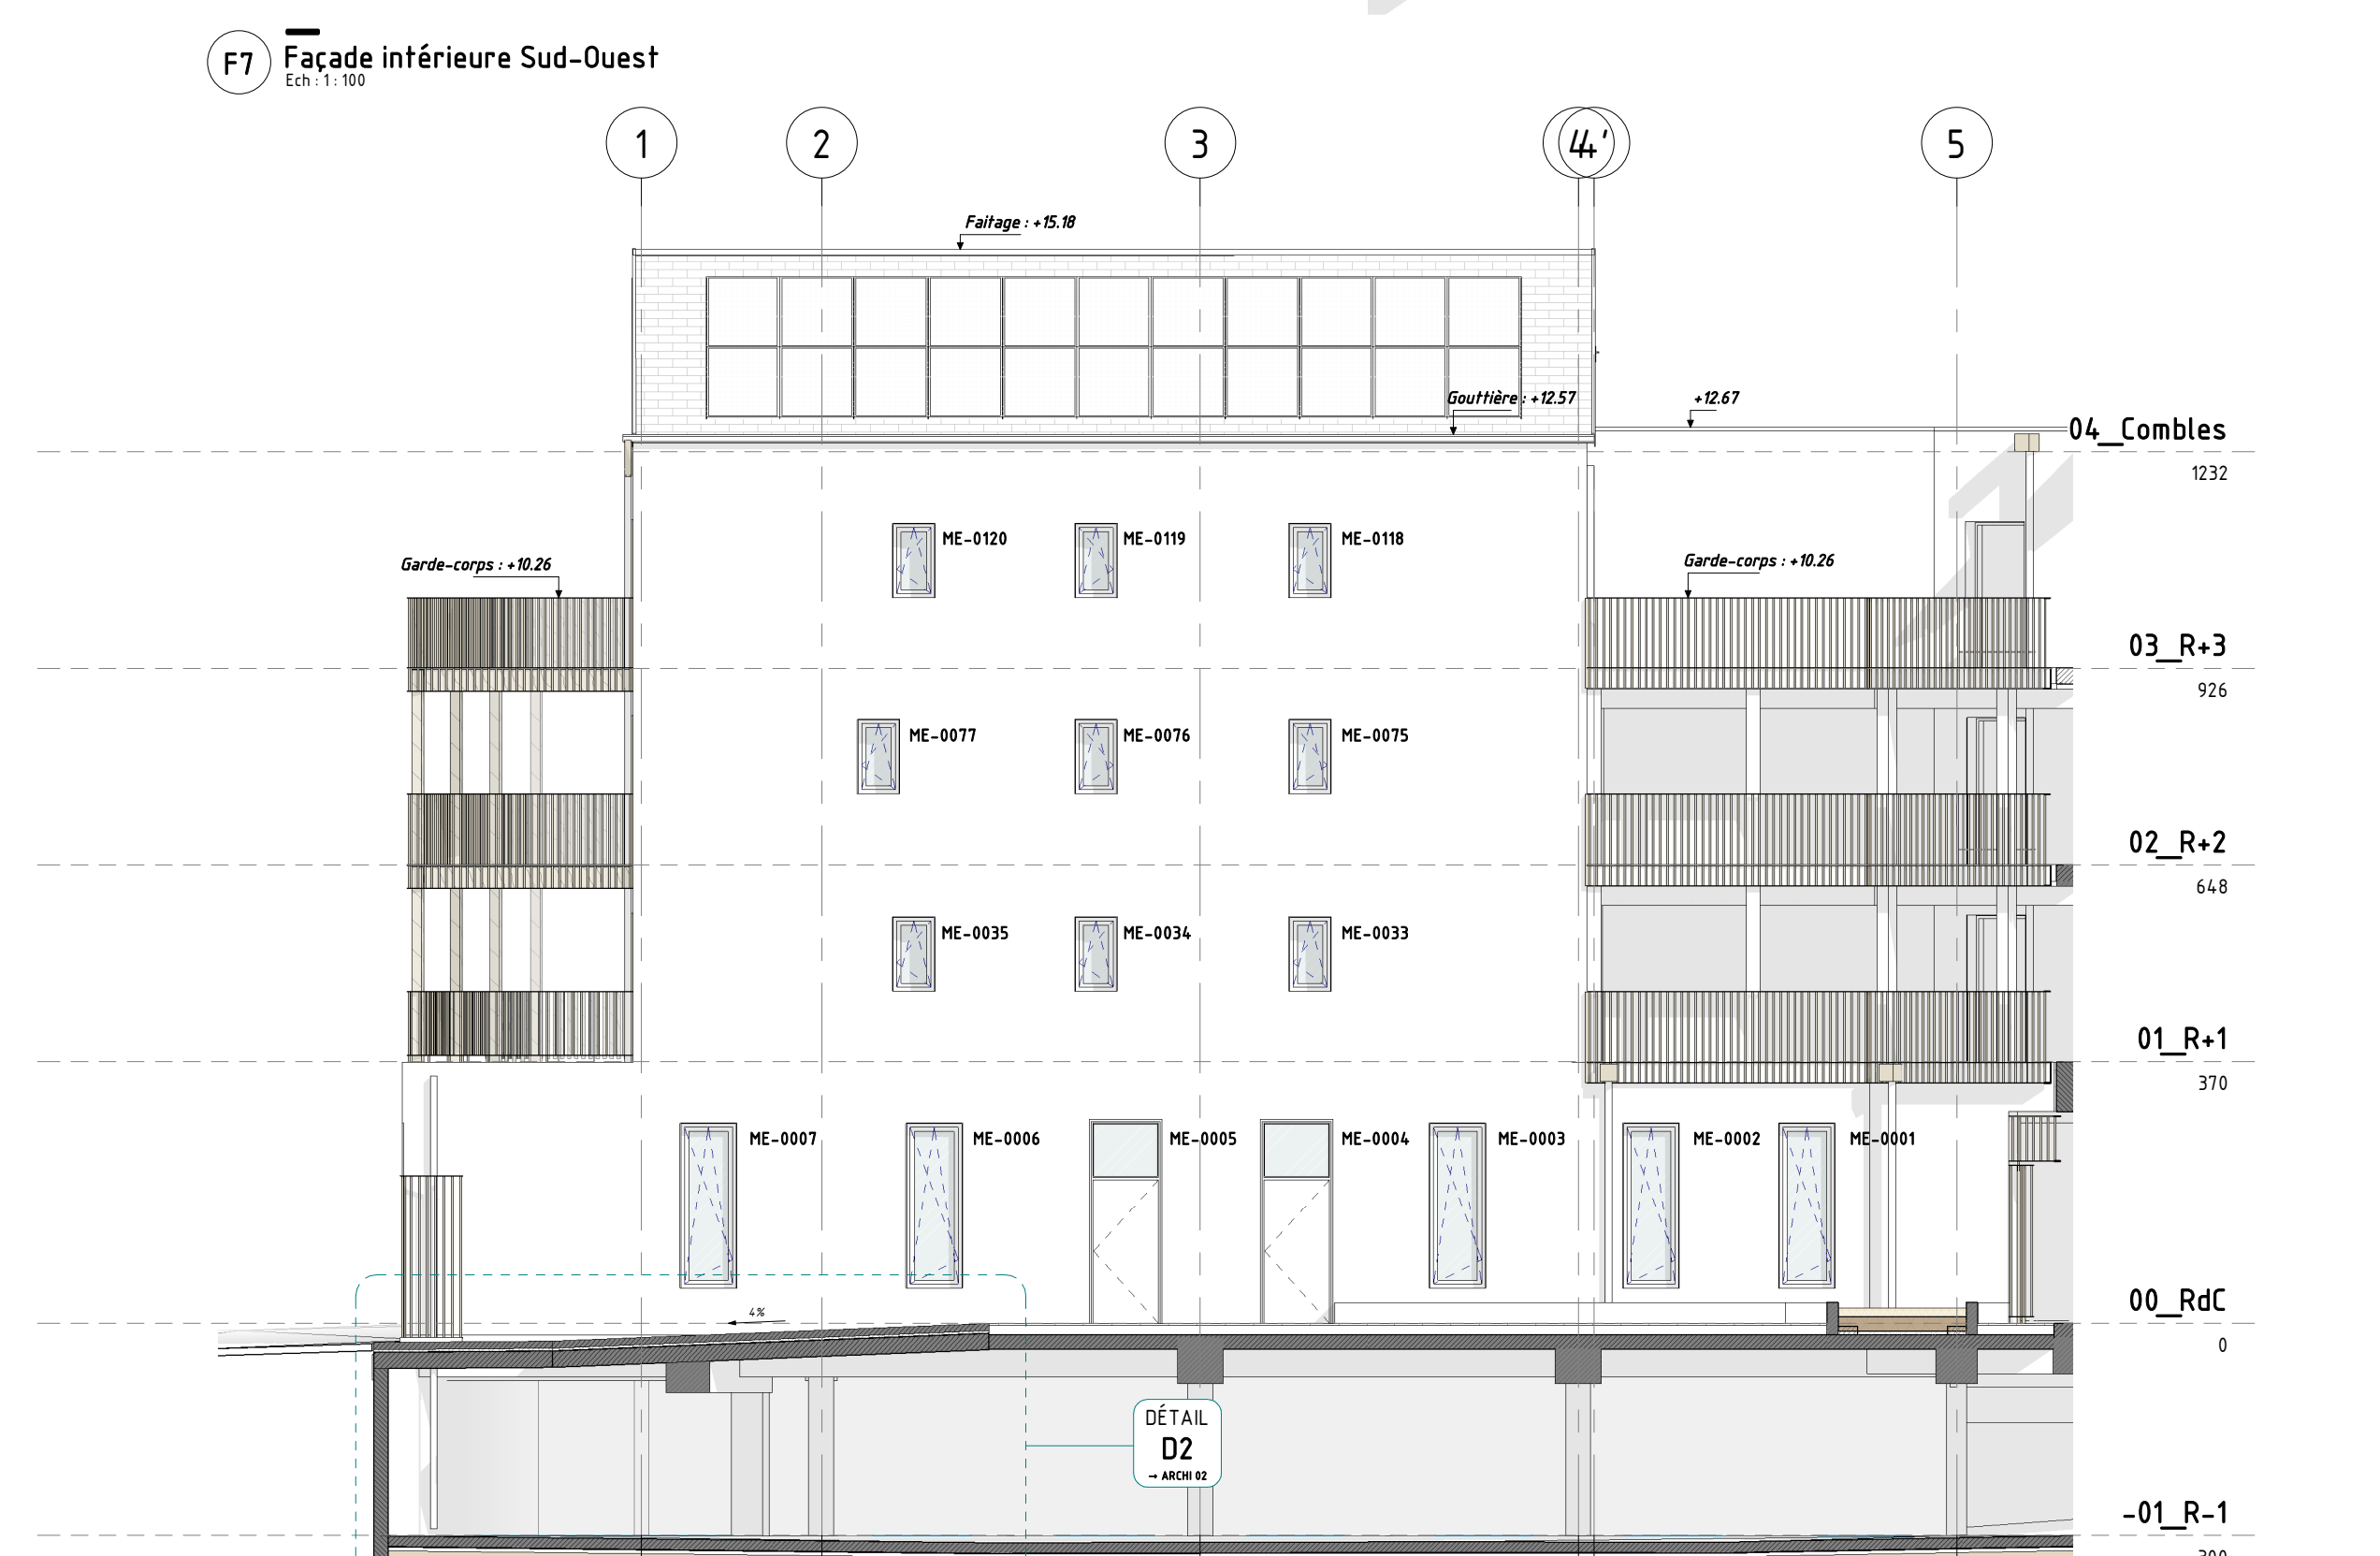 F7
Façade intérieure Sud-Ouest
Ech : 1 : 100
1
2
3
4
4'
5
Faitage : +15.18
Gouttière : +12.57
+12.67
04_Combles
1232
ME-0120
ME-0119
ME-0118
Garde-corps : +10.26
Garde-corps : +10.26
03_R+3
926
ME-0077
ME-0076
ME-0075
02_R+2
648
ME-0035
ME-0034
ME-0033
01_R+1
370
ME-0007
ME-0006
ME-0005
ME-0004
ME-0003
ME-0002
ME-0001
00_RdC
4%
0
DÉTAIL
D2
→ ARCHI 02
-01_R-1